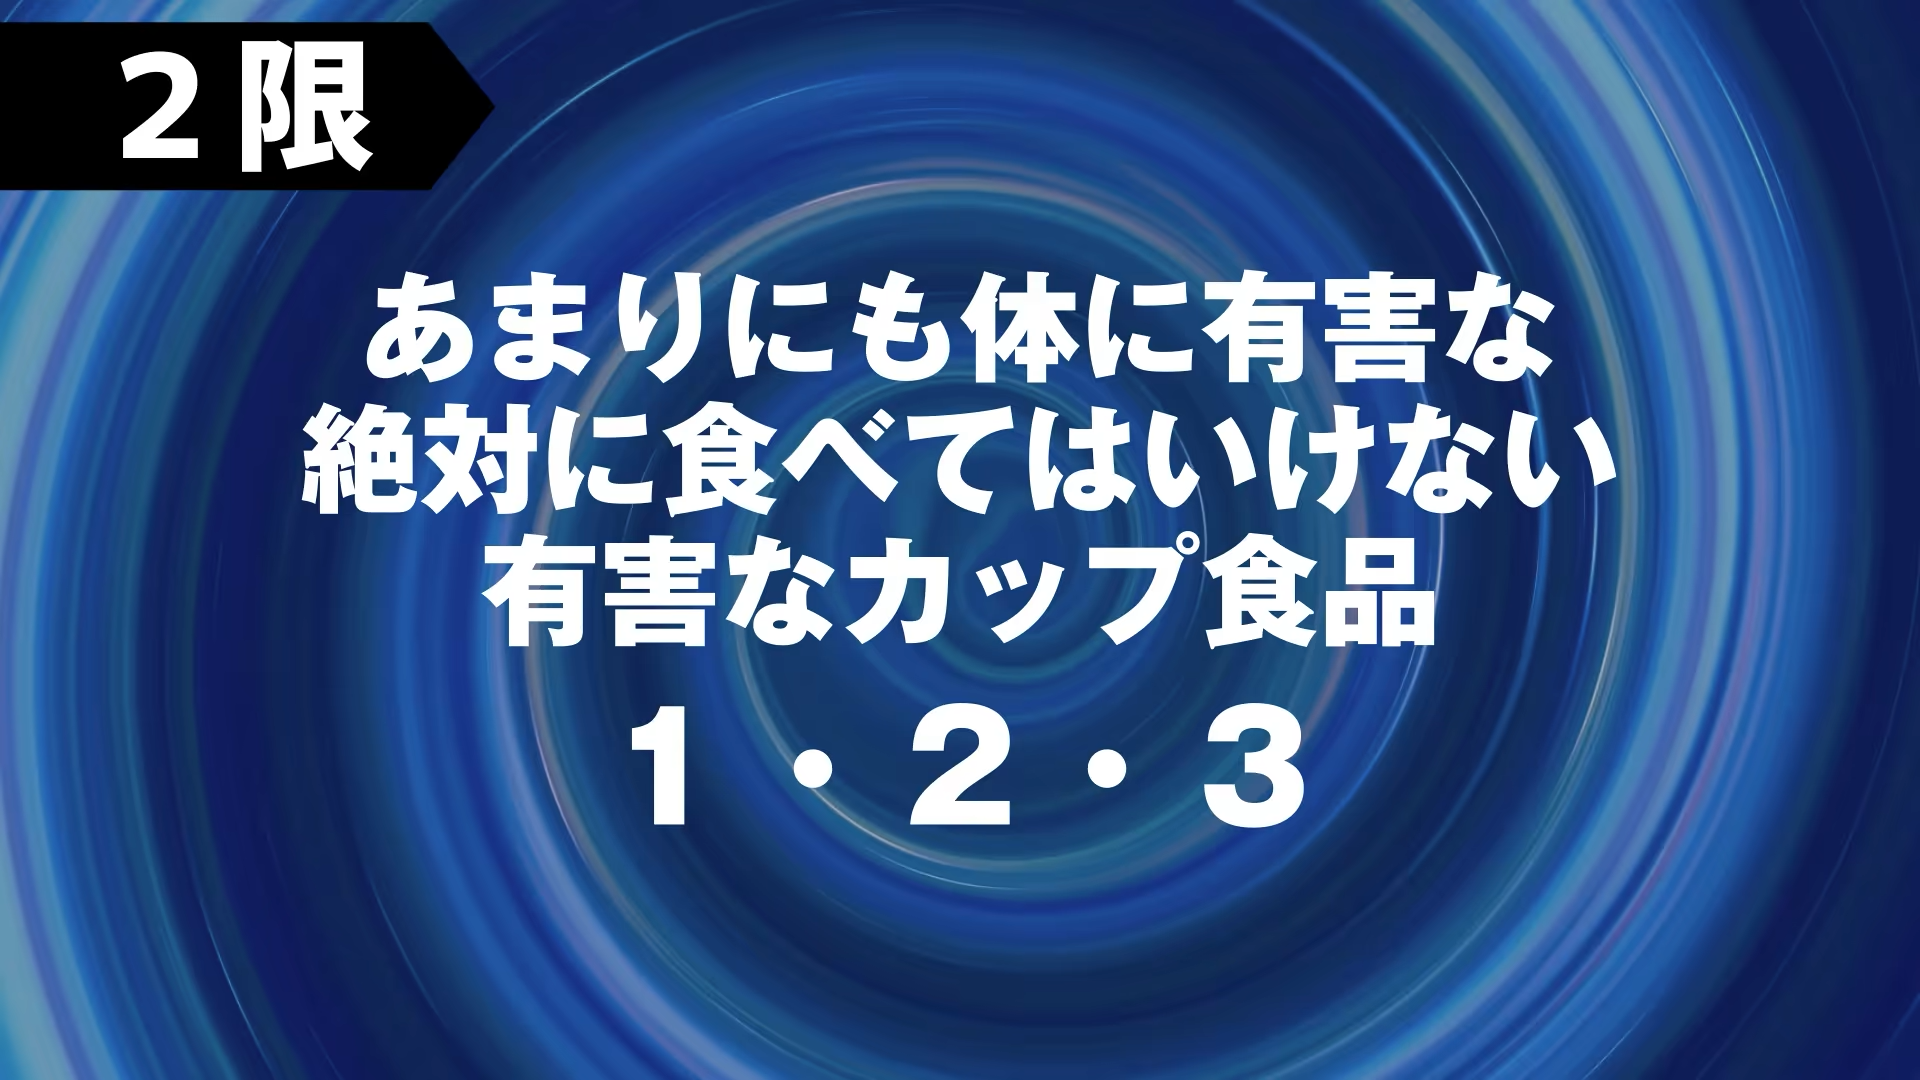 ２限
あまりにも体に有害な
絶対に食べてはいけない
有害なカップ食品
１・２・３